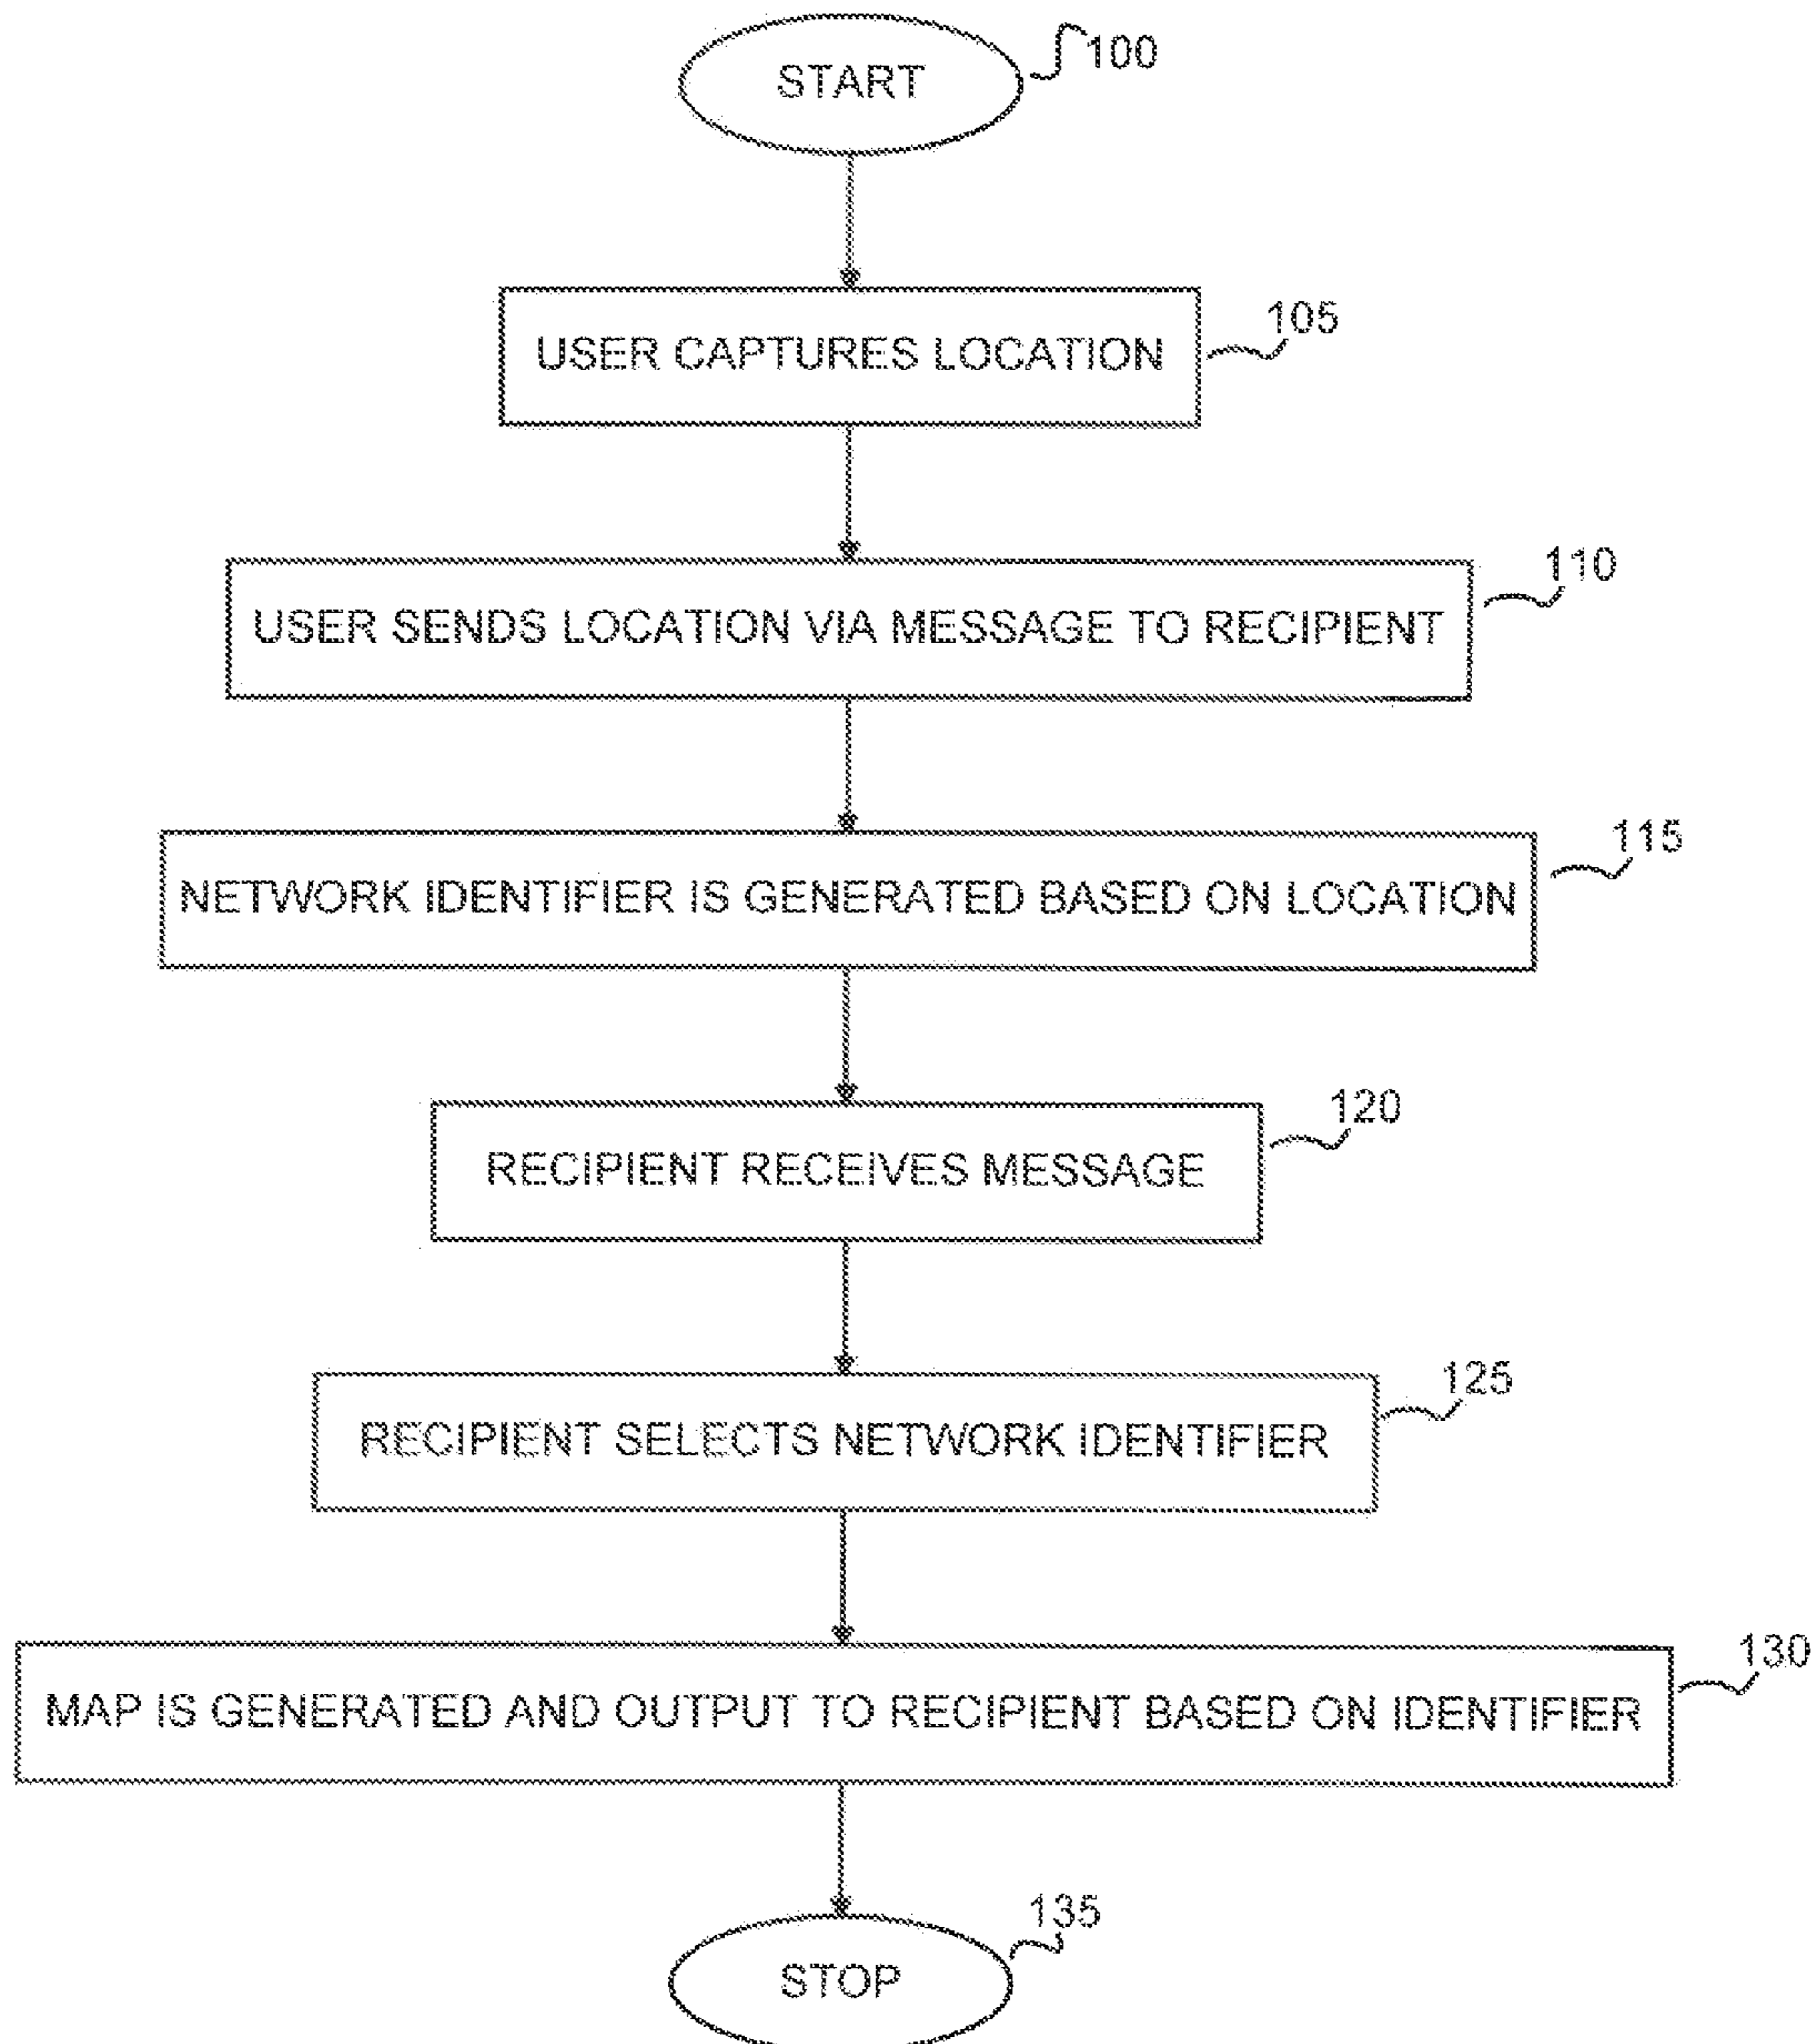 START
100
USER CAPTURES LOCATION
105
USER SENDS LOCATION VIA MESSAGE TO RECIPIENT
110
NETWORK IDENTIFIER IS GENERATED BASED ON LOCATION
115
RECIPIENT RECEIVES MESSAGE
120
RECIPIENT SELECTS NETWORK IDENTIFIER
125
MAP IS GENERATED AND OUTPUT TO RECIPIENT BASED ON IDENTIFIER
130
STOP
135